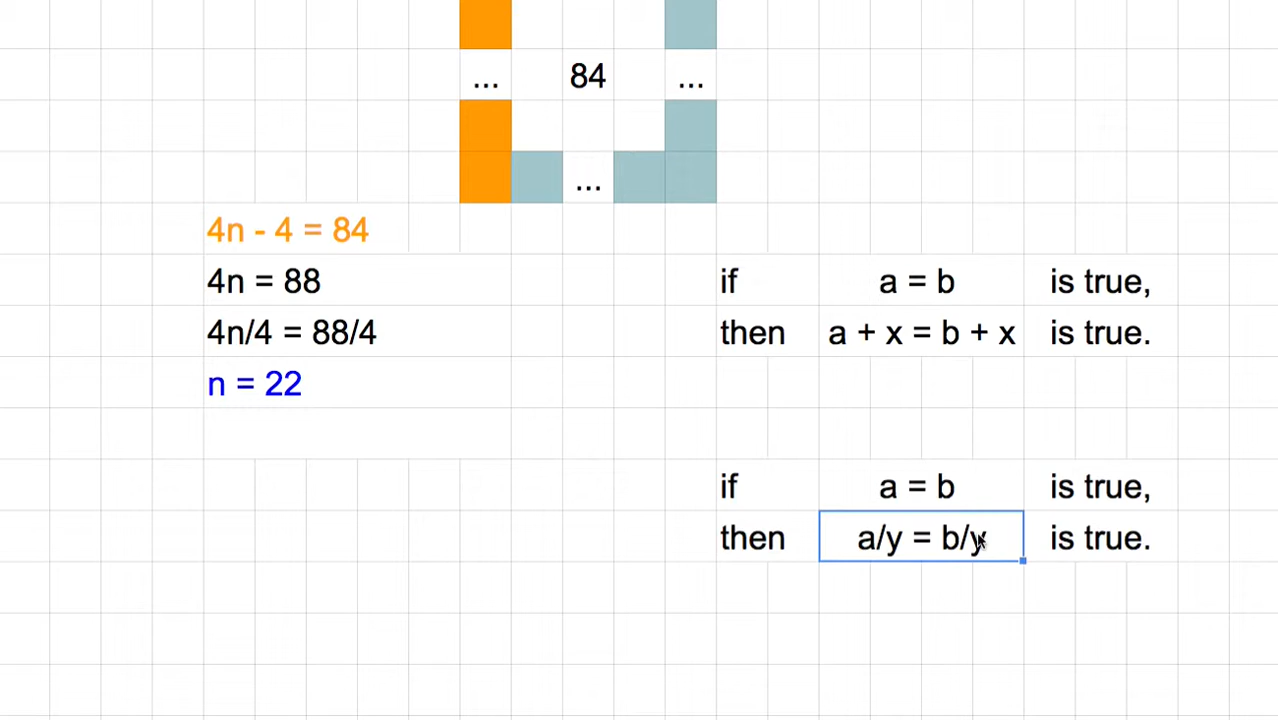 ... 84 ...
...
4n - 4 = 84
4n = 88
4n/4 = 88/4
n = 22
if a = b is true,
then a + x = b + x is true.
if a = b is true,
then a/y = b/y is true.